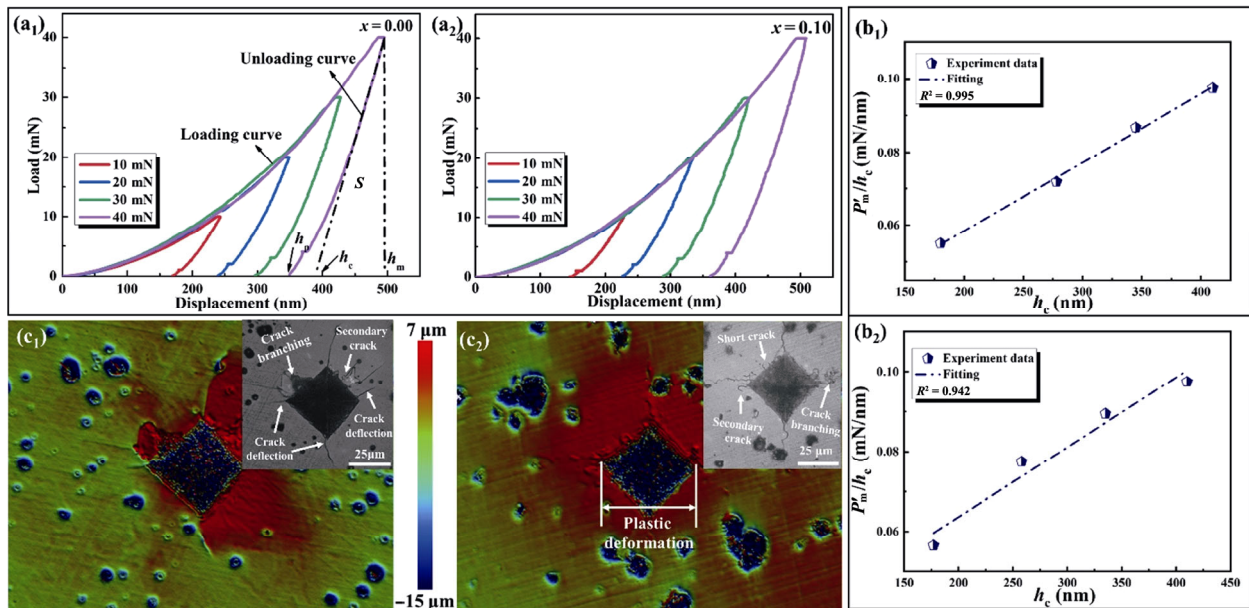 (a₁)
x = 0.00
Unloading curve
Loading curve
10 mN
20 mN
30 mN
40 mN
S
hp
hc
hm
Load (mN)
40
30
20
10
0
0 50 100 150 200 250 300 350 400 450 500 550
Displacement (nm)
(a₂)
x = 0.10
10 mN
20 mN
30 mN
40 mN
Load (mN)
40
30
20
10
0
0 100 200 300 400 500
Displacement (nm)
(b₁)
Experiment data
Fitting
R² = 0.995
P′m/hc (mN/nm)
0.10
0.08
0.06
150 200 250 300 350 400
hc (nm)
(c₁)
Crack
branching
Secondary
crack
Crack
deflection
Crack
deflection
25μm
7 μm
−15 μm
(c₂)
Short crack
Secondary
crack
Crack
branching
25 μm
Plastic
deformation
(b₂)
Experiment data
Fitting
R² = 0.942
P′m/hc (mN/nm)
0.10
0.08
0.06
150 200 250 300 350 400 450
hc (nm)